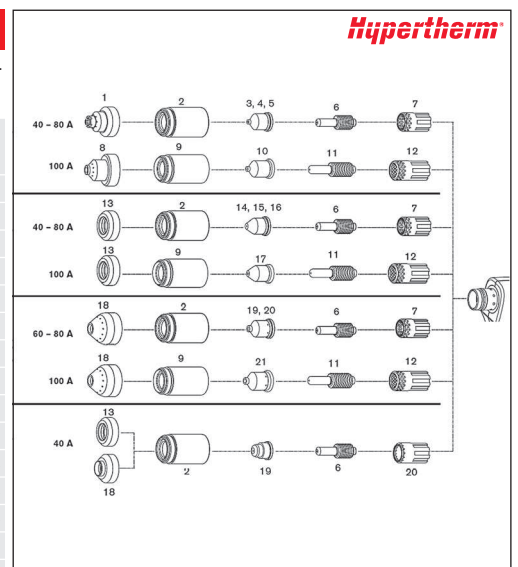 Hypertherm®
1 2 3, 4, 5 6 7
40 – 80 A
8 9 10 11 12
100 A
13 2 14, 15, 16 6 7
40 – 80 A
13 9 17 11 12
100 A
18 2 19, 20 6 7
60 – 80 A
18 9 21 11 12
100 A
13
40 A
2 19 6 20
18